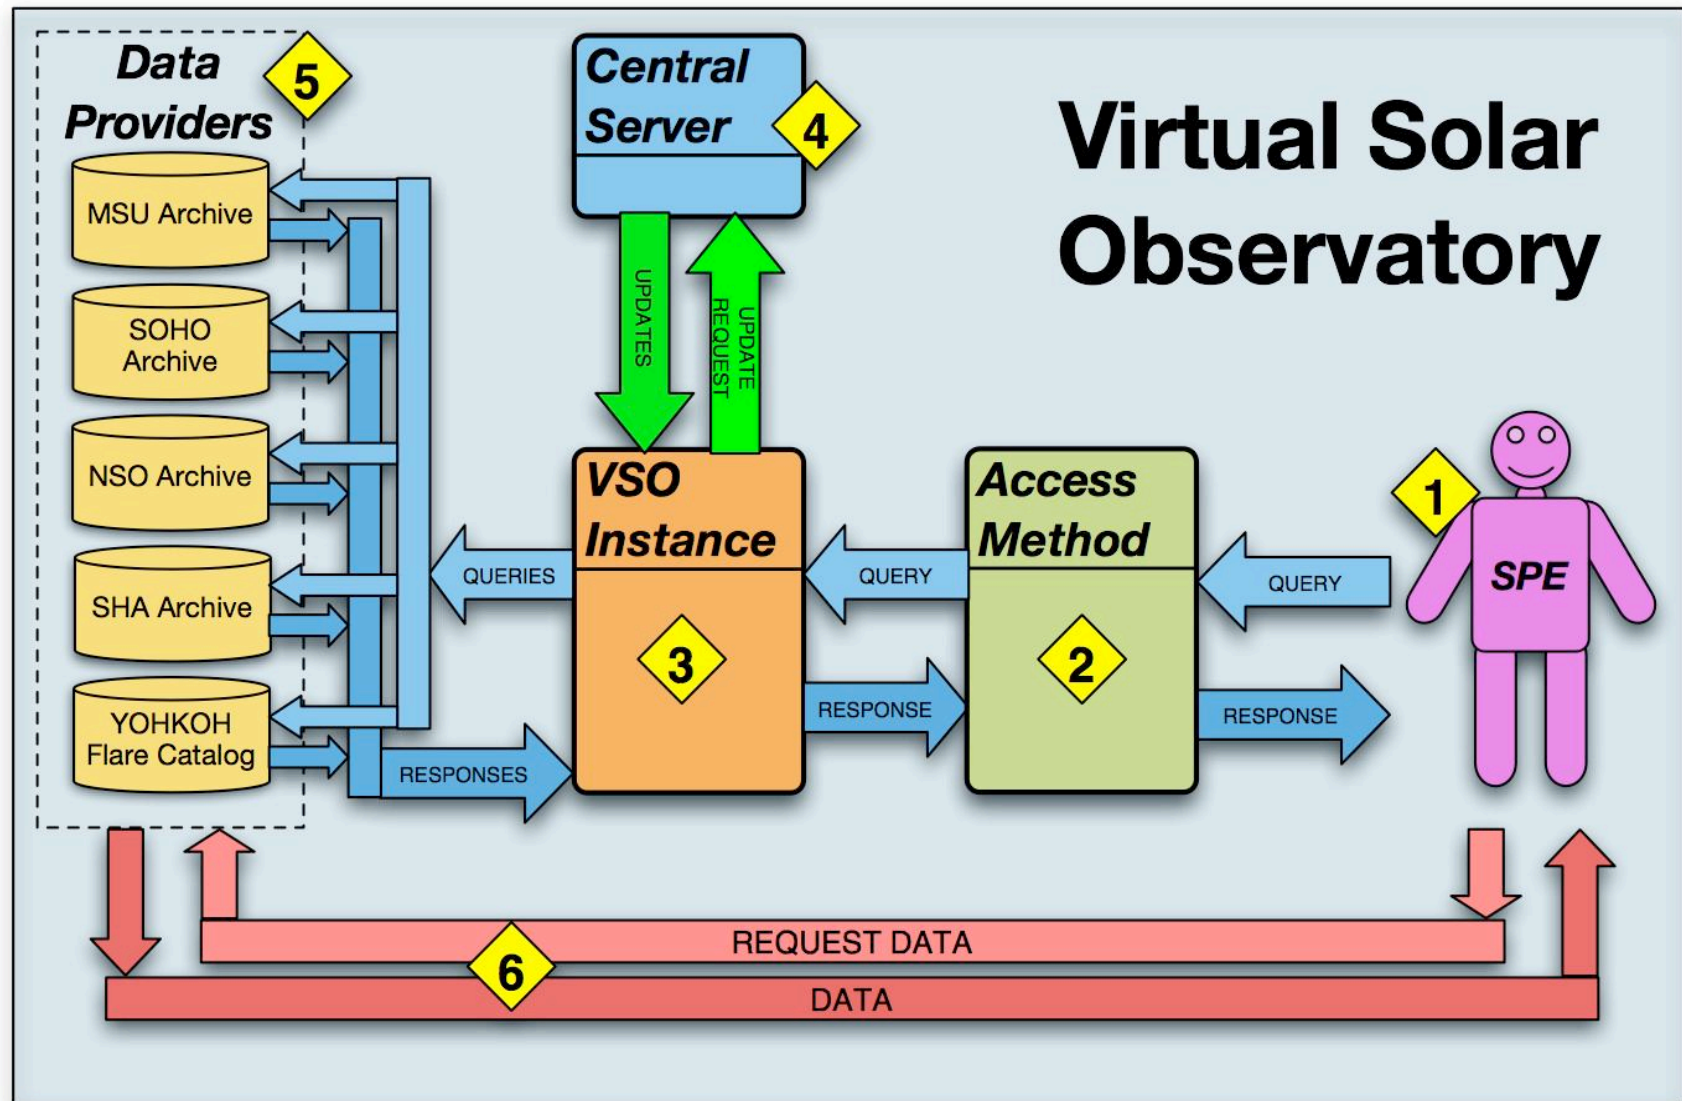 Data
Providers
5
MSU Archive
SOHO
Archive
NSO Archive
SHA Archive
YOHKOH
Flare Catalog
Central
Server
4
Virtual Solar
Observatory
UPDATES
UPDATE
REQUEST
VSO
Instance
3
Access
Method
2
1
SPE
QUERIES
QUERY
QUERY
RESPONSES
RESPONSE
RESPONSE
REQUEST DATA
6
DATA